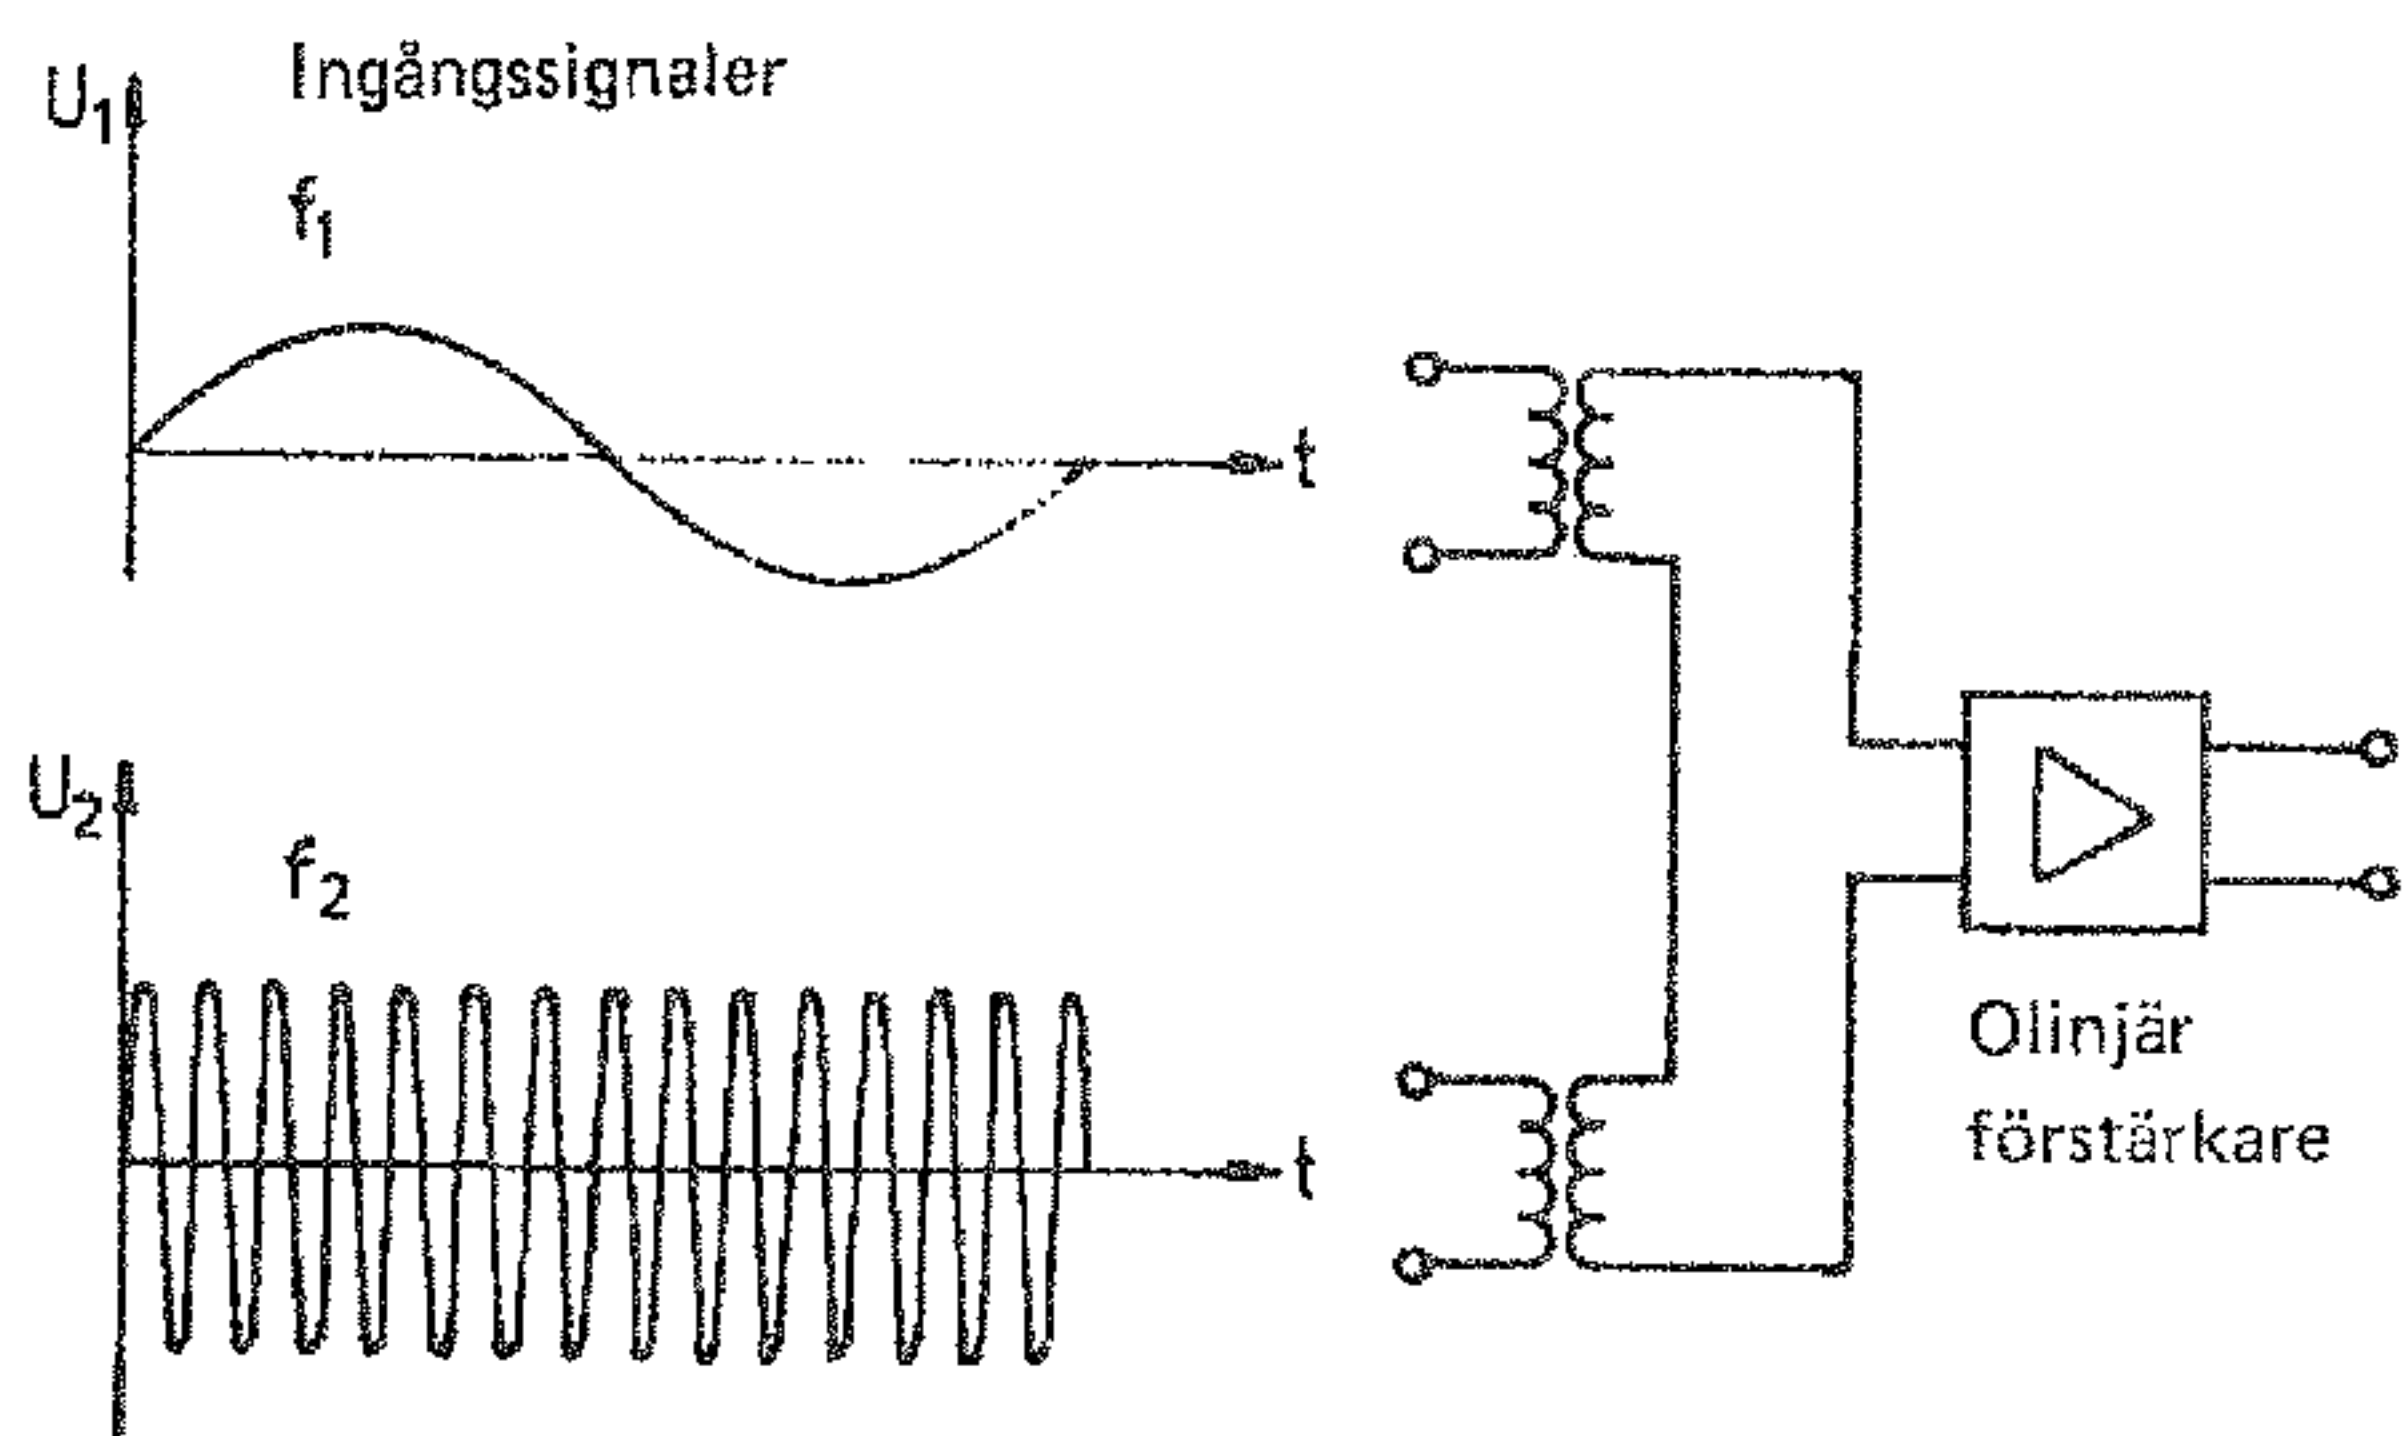 Ingångssignaler
U1
f1
t
U2
f2
t
Olinjär
förstärkare